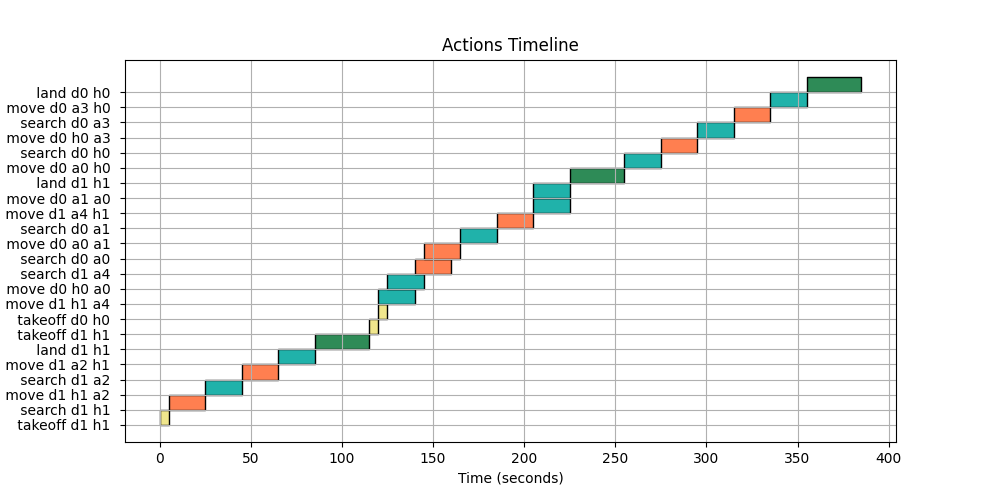 Actions Timeline
land d0 h0
move d0 a3 h0
search d0 a3
move d0 h0 a3
search d0 h0
move d0 a0 h0
land d1 h1
move d0 a1 a0
move d1 a4 h1
search d0 a1
move d0 a0 a1
search d0 a0
search d1 a4
move d0 h0 a0
move d1 h1 a4
takeoff d0 h0
takeoff d1 h1
land d1 h1
move d1 a2 h1
search d1 a2
move d1 h1 a2
search d1 h1
takeoff d1 h1
0 50 100 150 200 250 300 350 400
Time (seconds)